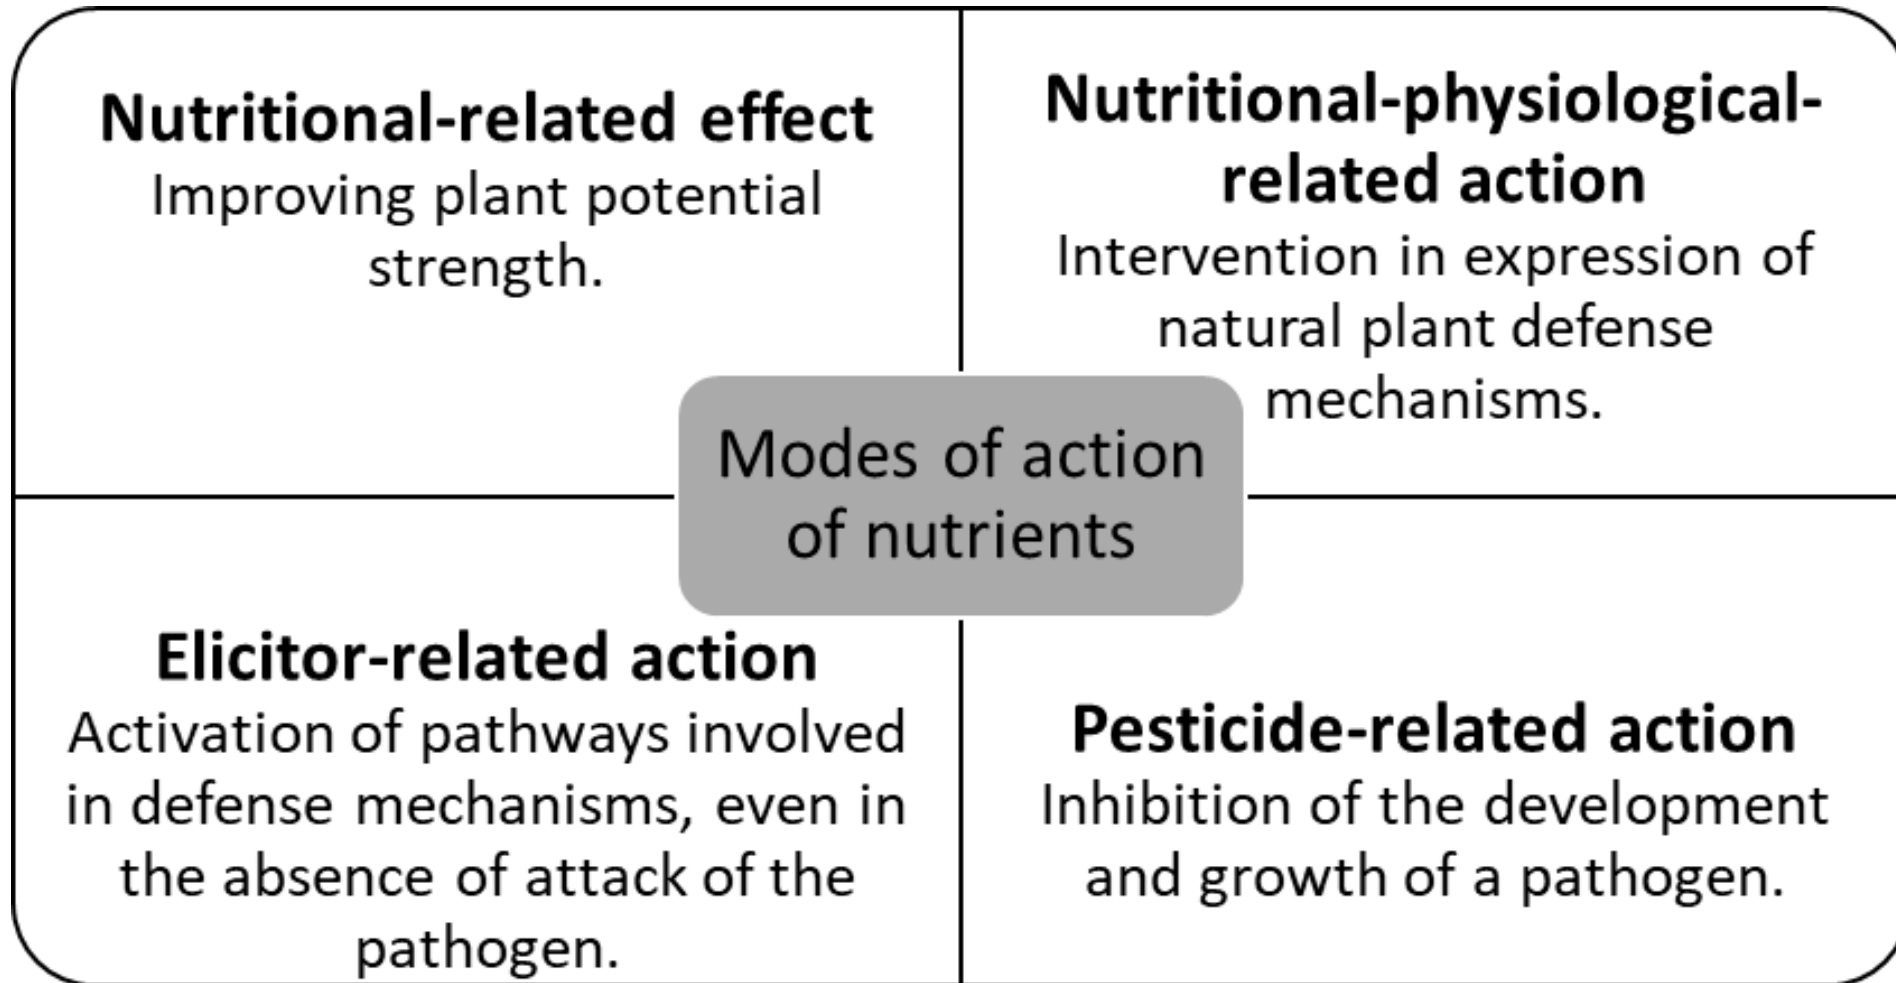 Nutritional-related effect
Improving plant potential
strength.
Nutritional-physiological-
related action
Intervention in expression of
natural plant defense
mechanisms.
Modes of action
of nutrients
Elicitor-related action
Activation of pathways involved
in defense mechanisms, even in
the absence of attack of the
pathogen.
Pesticide-related action
Inhibition of the development
and growth of a pathogen.